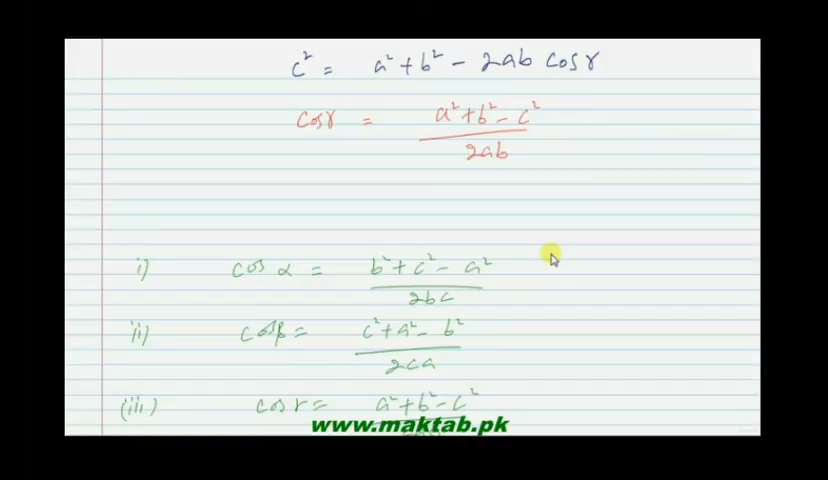 c² = a² + b² - 2ab cos γ
cos γ = a² + b² - c²
2ab
i) cos α = b² + c² - a²
2bc
ii) cos β = c² + a² - b²
2ca
(iii) cos γ = a² + b² - c²
www.maktab.pk